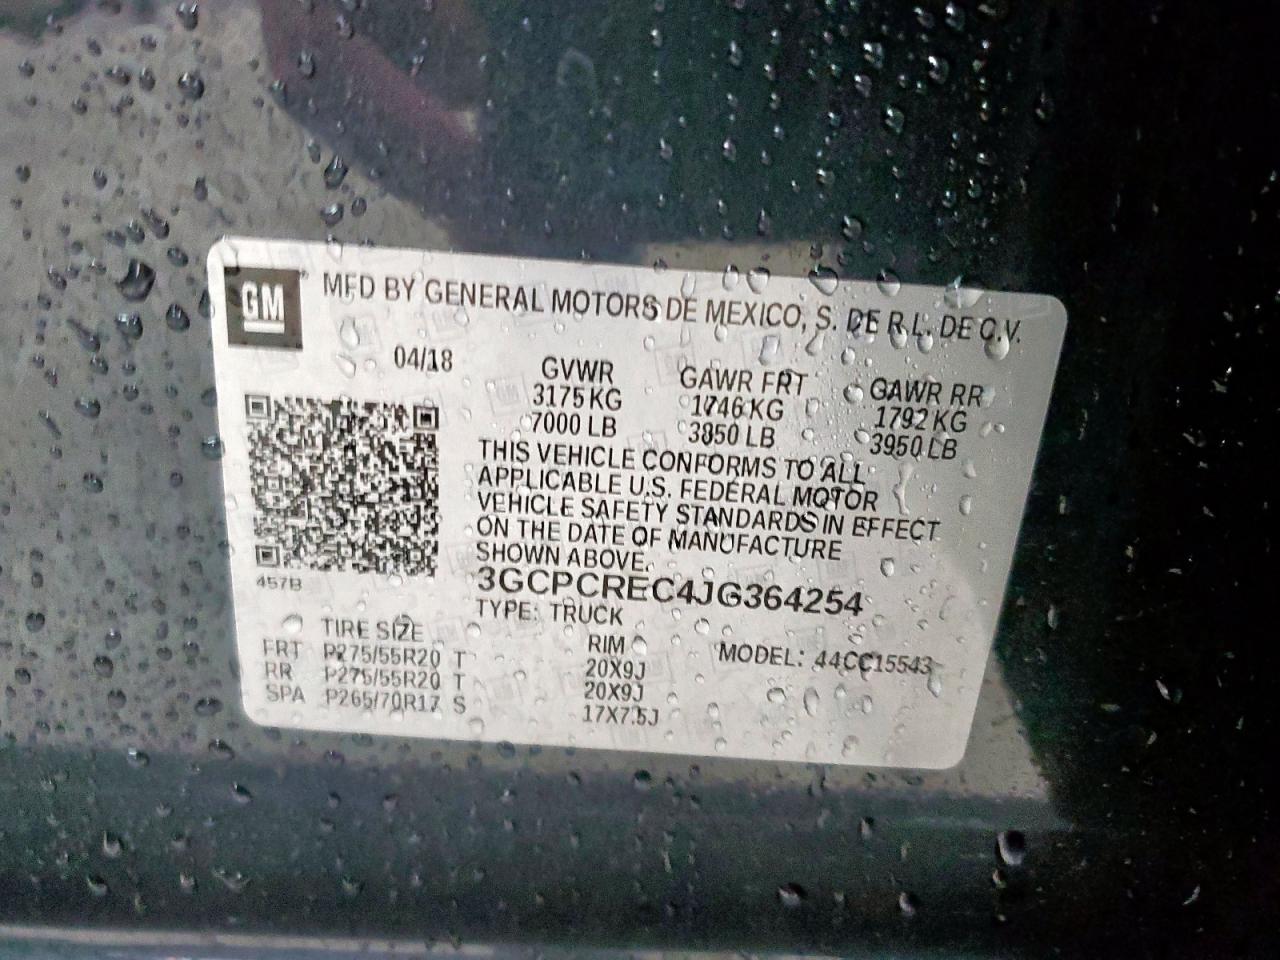 GM
MFD BY GENERAL MOTORS DE MEXICO, S. DE R.L. DE C.V.
04/18
GVWR GAWR FRT GAWR RR
3175 KG 1746 KG 1792 KG
7000 LB 3850 LB 3950 LB
THIS VEHICLE CONFORMS TO ALL
APPLICABLE U.S. FEDERAL MOTOR
VEHICLE SAFETY STANDARDS IN EFFECT
ON THE DATE OF MANUFACTURE
SHOWN ABOVE.
457B
3GCPCREC4JG364254
TYPE: TRUCK
TIRE SIZE RIM MODEL: 44CC15543
FRT P275/55R20 T 20X9J
RR P275/55R20 T 20X9J
SPA P265/70R17 S 17X7.5J